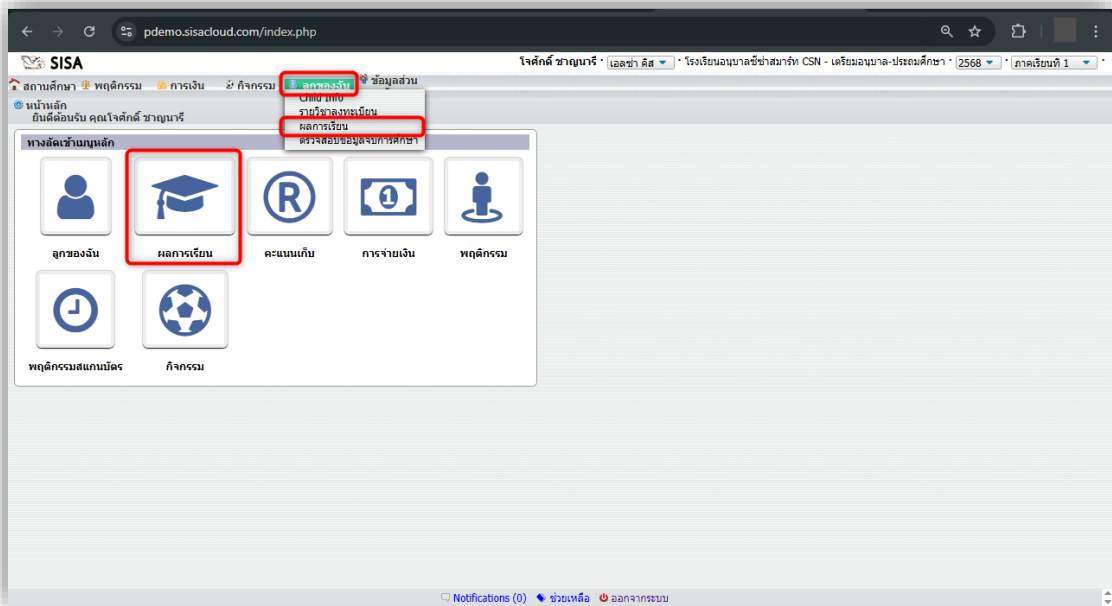 pdemo.sisacloud.com/index.php
SISA
โจศักดิ์ ชาญนารี · เอลซ่า คิส · โรงเรียนอนุบาลซีซ่าสมาร์ท CSN - เตรียมอนุบาล-ประถมศึกษา · 2568 · ภาคเรียนที่ 1 ·
สถานศึกษา พฤติกรรม การเงิน กิจกรรม ลูกของฉัน ข้อมูลส่วน
Child Info
หน้าหลัก
รายวิชาลงทะเบียน
ยินดีต้อนรับ คุณโจศักดิ์ ชาญนารี
ผลการเรียน
ตรวจสอบข้อมูลจบการศึกษา
ทางลัดเข้าเมนูหลัก
R
1
ลูกของฉัน ผลการเรียน คะแนนเก็บ การจ่ายเงิน พฤติกรรม
พฤติกรรมสแกนบัตร กิจกรรม
Notifications (0) ช่วยเหลือ ออกจากระบบ